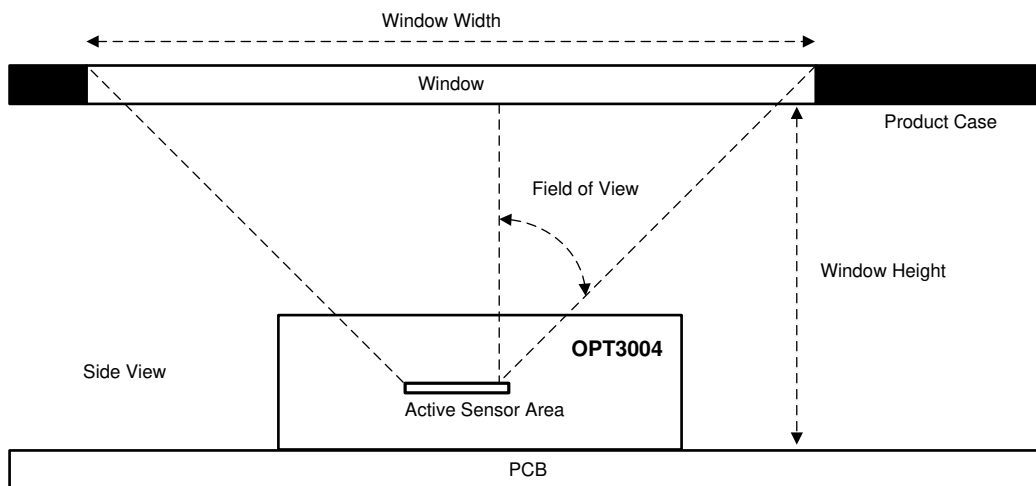 Window Width
Window
Product Case
Field of View
Window Height
OPT3004
Side View
Active Sensor Area
PCB